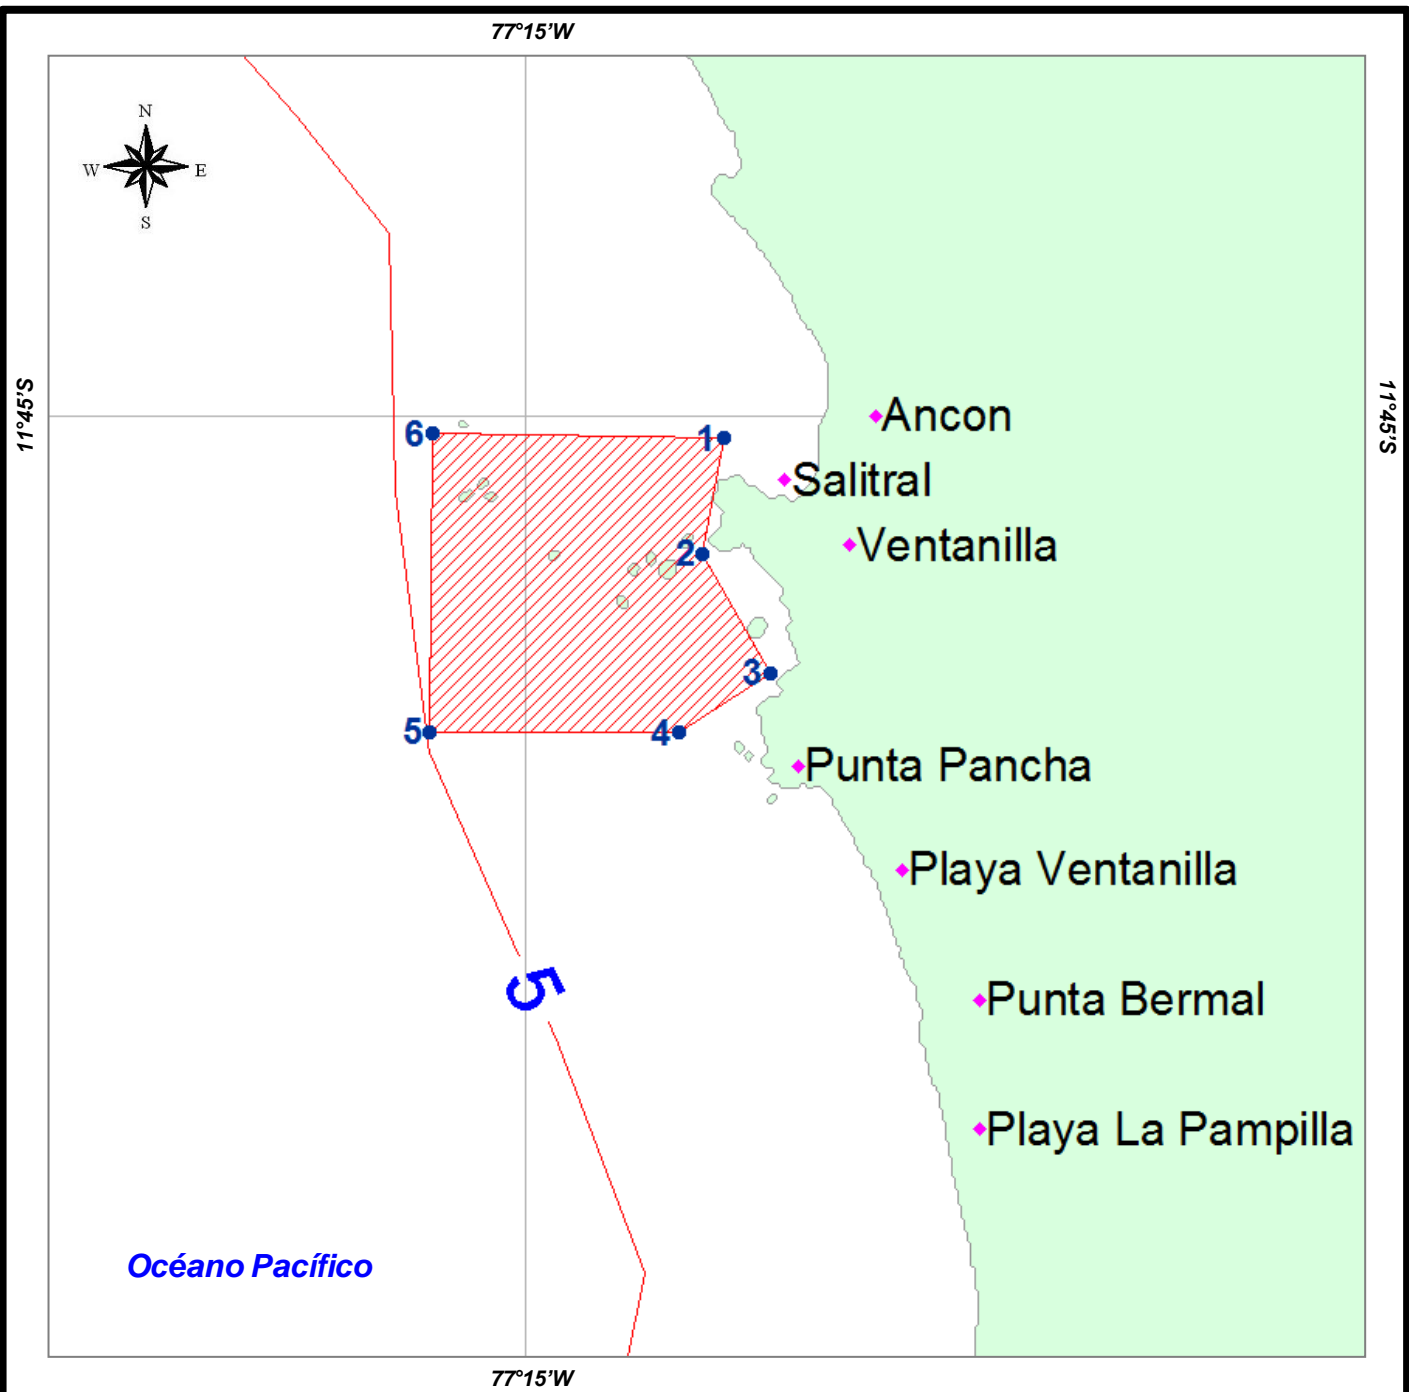 77°15'W
N
W E
S
11°45'S
11°45'S
Ancon
6
1
Salitral
Ventanilla
2
3
5
4
Punta Pancha
Playa Ventanilla
5
Punta Bermal
Playa La Pampilla
Océano Pacífico
77°15'W